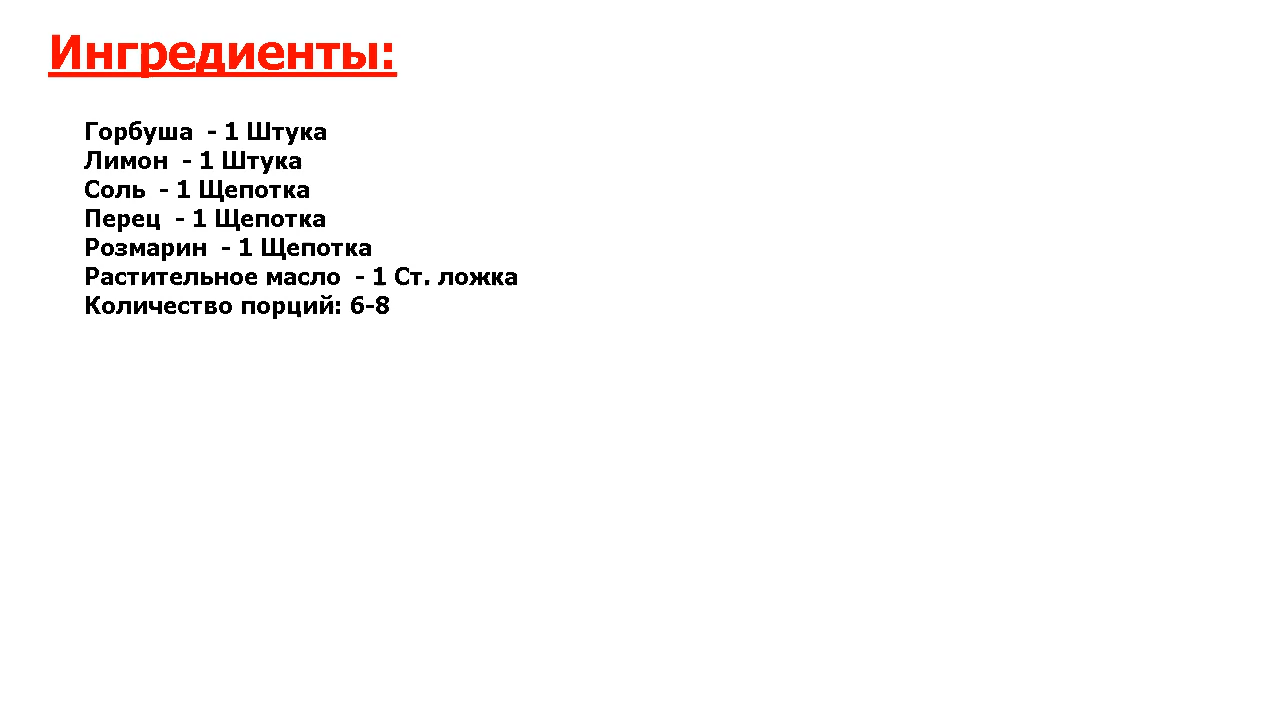 Ингредиенты:
Горбуша - 1 Штука
Лимон - 1 Штука
Соль - 1 Щепотка
Перец - 1 Щепотка
Розмарин - 1 Щепотка
Растительное масло - 1 Ст. ложка
Количество порций: 6-8